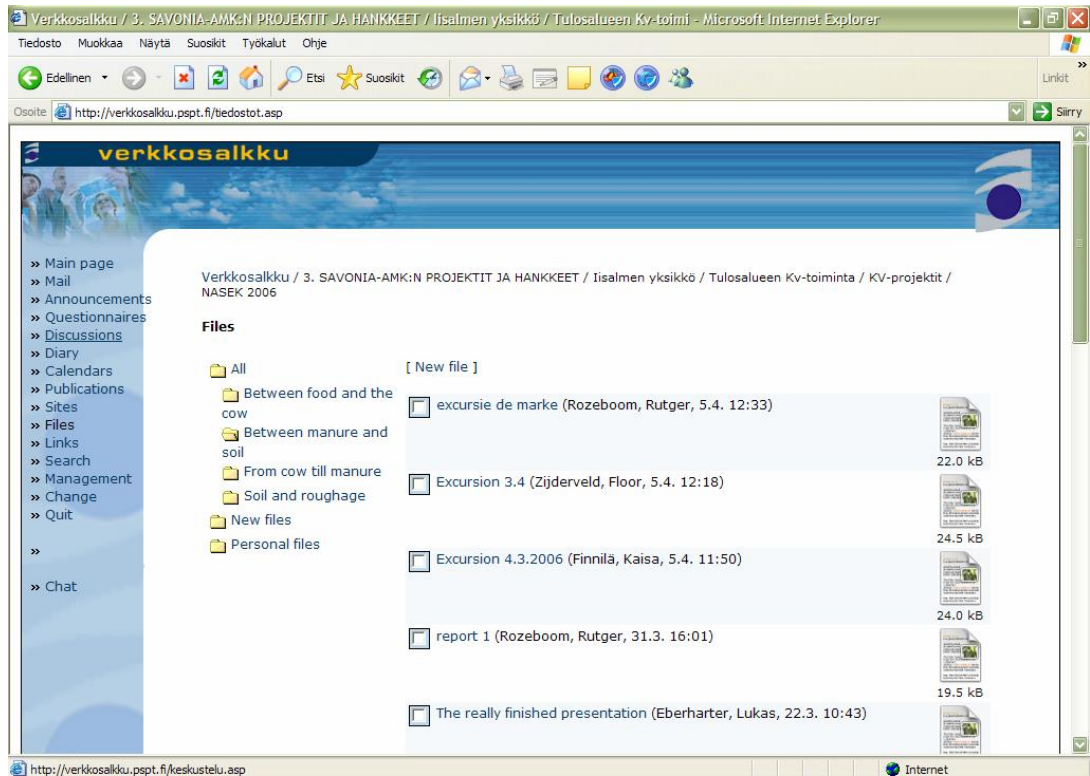 Verkkosalkku / 3. SAVONIA-AMK:N PROJEKTIT JA HANKKEET / Iisalmen yksikkö / Tulosalueen Kv-toimi - Microsoft Internet Explorer
Tiedosto Muokkaa Näytä Suosikit Työkalut Ohje
Edellinen Etsi Suosikit Linkit »
Osoite http://verkkosalkku.pspt.fi/tiedostot.asp Siirry
verkkosalkku
» Main page
» Mail
» Announcements
» Questionnaires
» Discussions
» Diary
» Calendars
» Publications
» Sites
» Files
» Links
» Search
» Management
» Change
» Quit
»
» Chat
Verkkosalkku / 3. SAVONIA-AMK:N PROJEKTIT JA HANKKEET / Iisalmen yksikkö / Tulosalueen Kv-toiminta / KV-projektit /
NASEK 2006
Files
All
Between food and the
cow
Between manure and
soil
From cow till manure
Soil and roughage
New files
Personal files
[ New file ]
excursie de marke (Rozeboom, Rutger, 5.4. 12:33)
22.0 kB
Excursion 3.4 (Zijderveld, Floor, 5.4. 12:18)
24.5 kB
Excursion 4.3.2006 (Finnilä, Kaisa, 5.4. 11:50)
24.0 kB
report 1 (Rozeboom, Rutger, 31.3. 16:01)
19.5 kB
The really finished presentation (Eberharter, Lukas, 22.3. 10:43)
http://verkkosalkku.pspt.fi/keskustelu.asp Internet